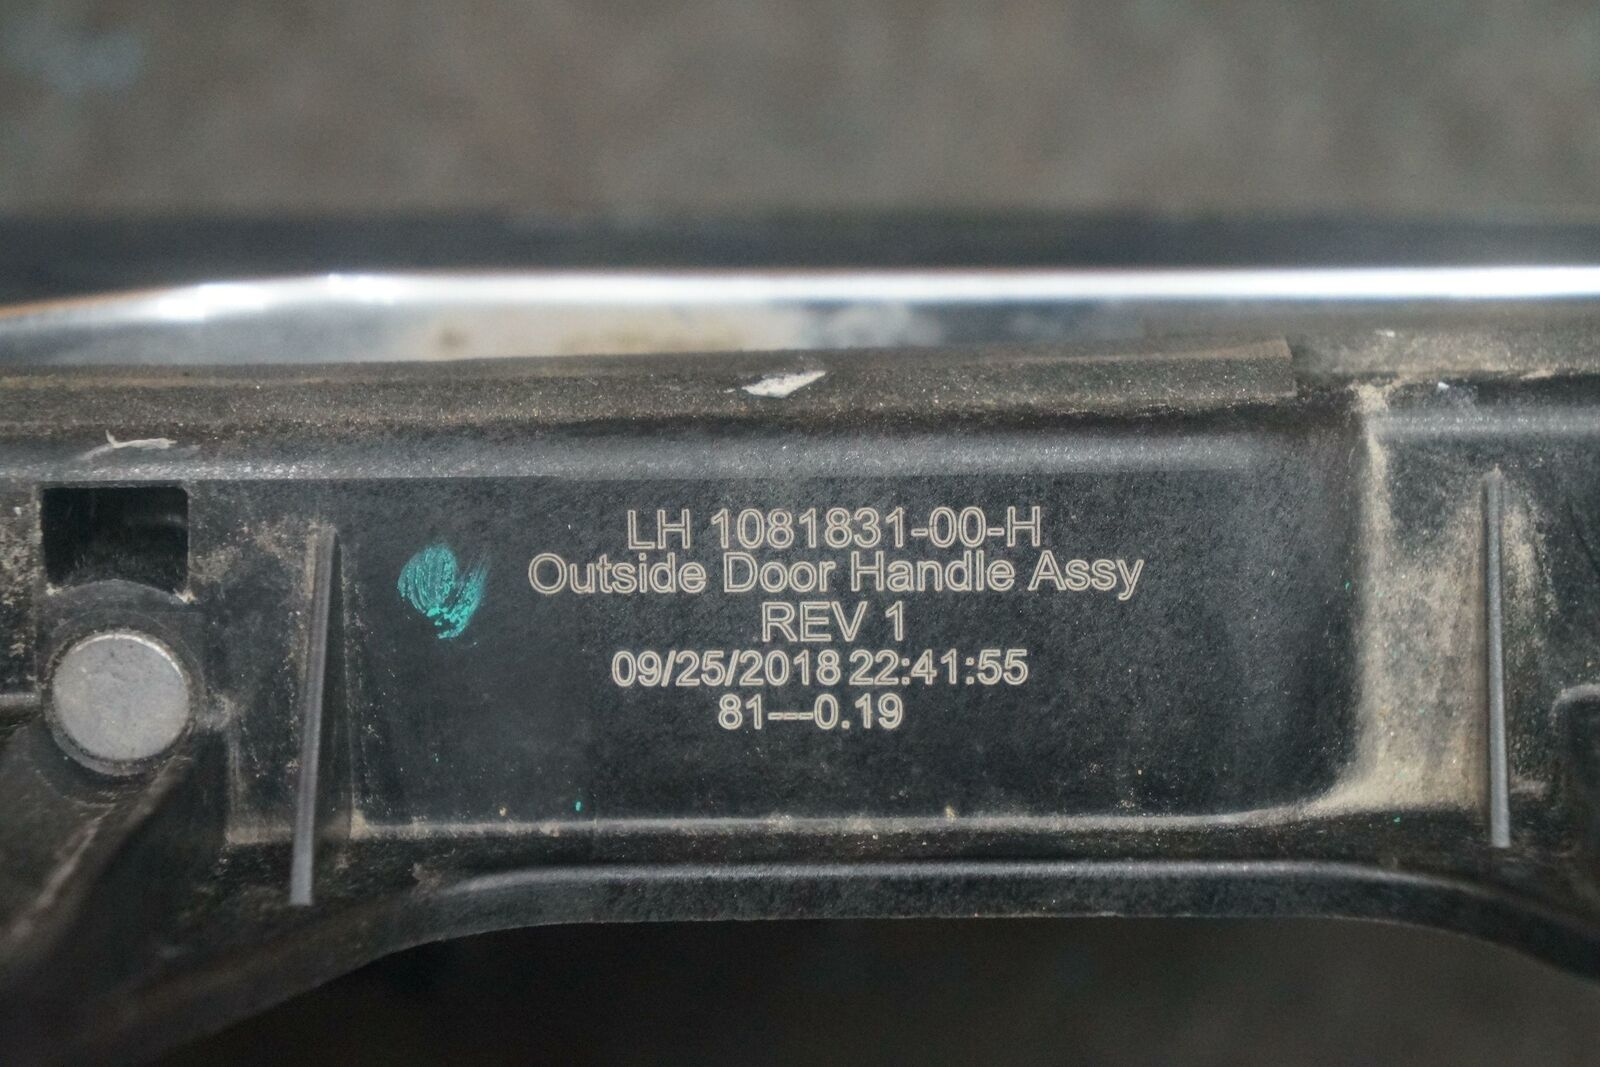 LH 1081831-00-H
Outside Door Handle Assy
REV 1
09/25/2018 22:41:55
81---0.19